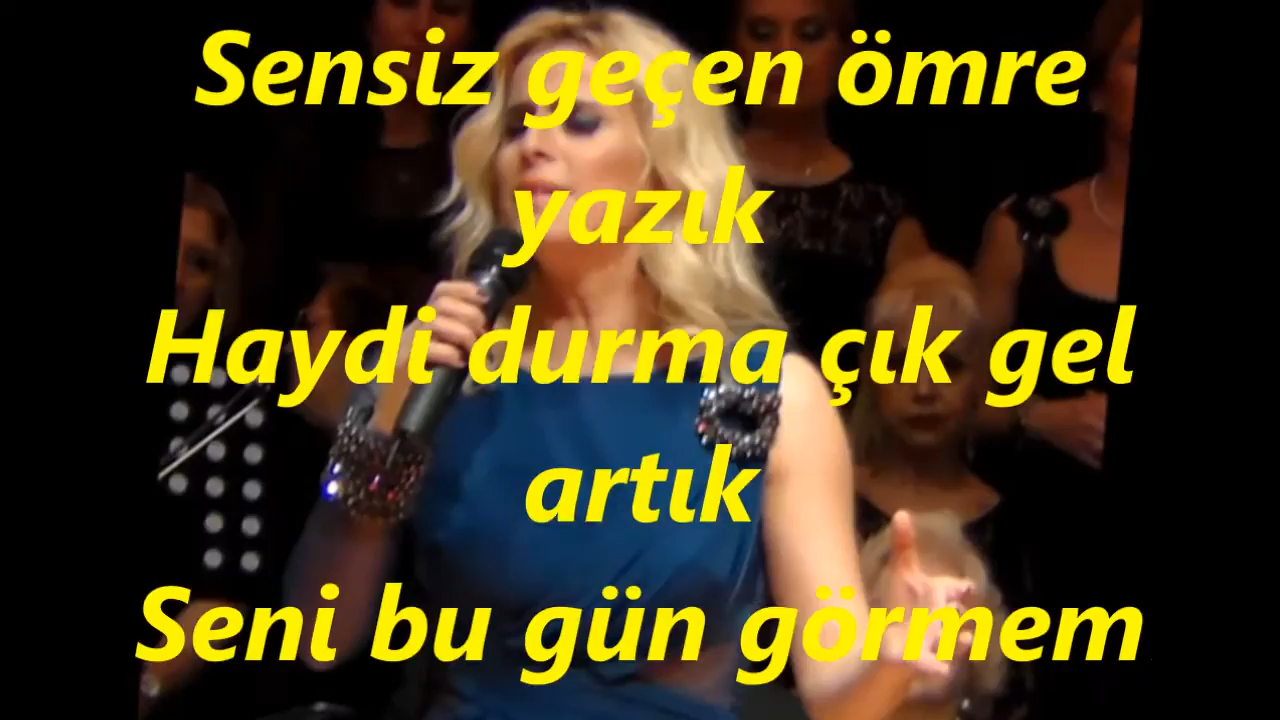 Sensiz geçen ömre
yazık
Haydi durma çık gel
artık
Seni bu gün görmem